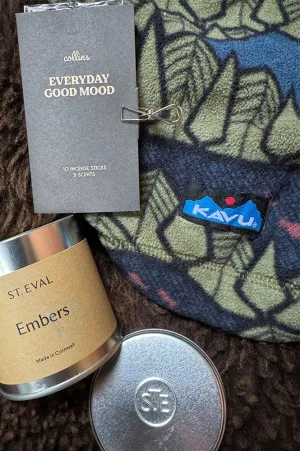 collins
EVERYDAY
GOOD MOOD
10 INCENSE STICKS
5 SCENTS
KAVU
ST. EVAL
Embers
Made in Cornwall
STE